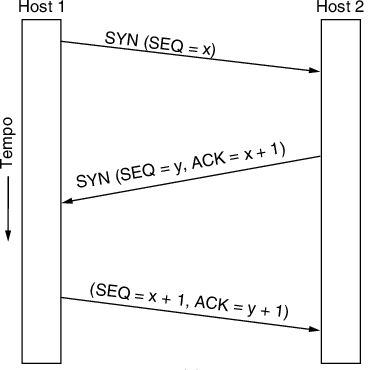 Host 1
Host 2
SYN (SEQ = x)
Tempo
SYN (SEQ = y, ACK = x + 1)
(SEQ = x + 1, ACK = y + 1)